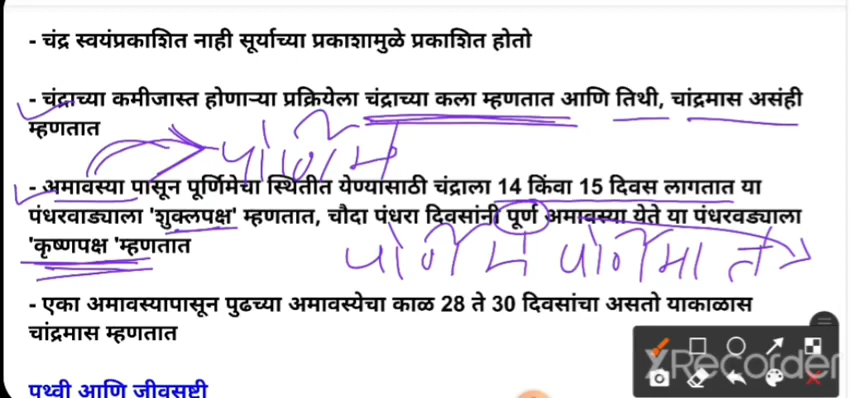 - चंद्र स्वयंप्रकाशित नाही सूर्याच्या प्रकाशामुळे प्रकाशित होतो
- चंद्राच्या कमीजास्त होणाऱ्या प्रक्रियेला चंद्राच्या कला म्हणतात आणि तिथी, चांद्रमास असंही
म्हणतात
- अमावस्या पासून पूर्णिमेचा स्थितीत येण्यासाठी चंद्राला 14 किंवा 15 दिवस लागतात या
पंधरवाड्याला 'शुक्लपक्ष' म्हणतात, चौदा पंधरा दिवसांनी पूर्ण अमावस्या येते या पंधरवड्याला
'कृष्णपक्ष 'म्हणतात
- एका अमावस्यापासून पुढच्या अमावस्येचा काळ 28 ते 30 दिवसांचा असतो याकाळास
चांद्रमास म्हणतात
XRecorder
पृथ्वी आणि जीवसृष्टी